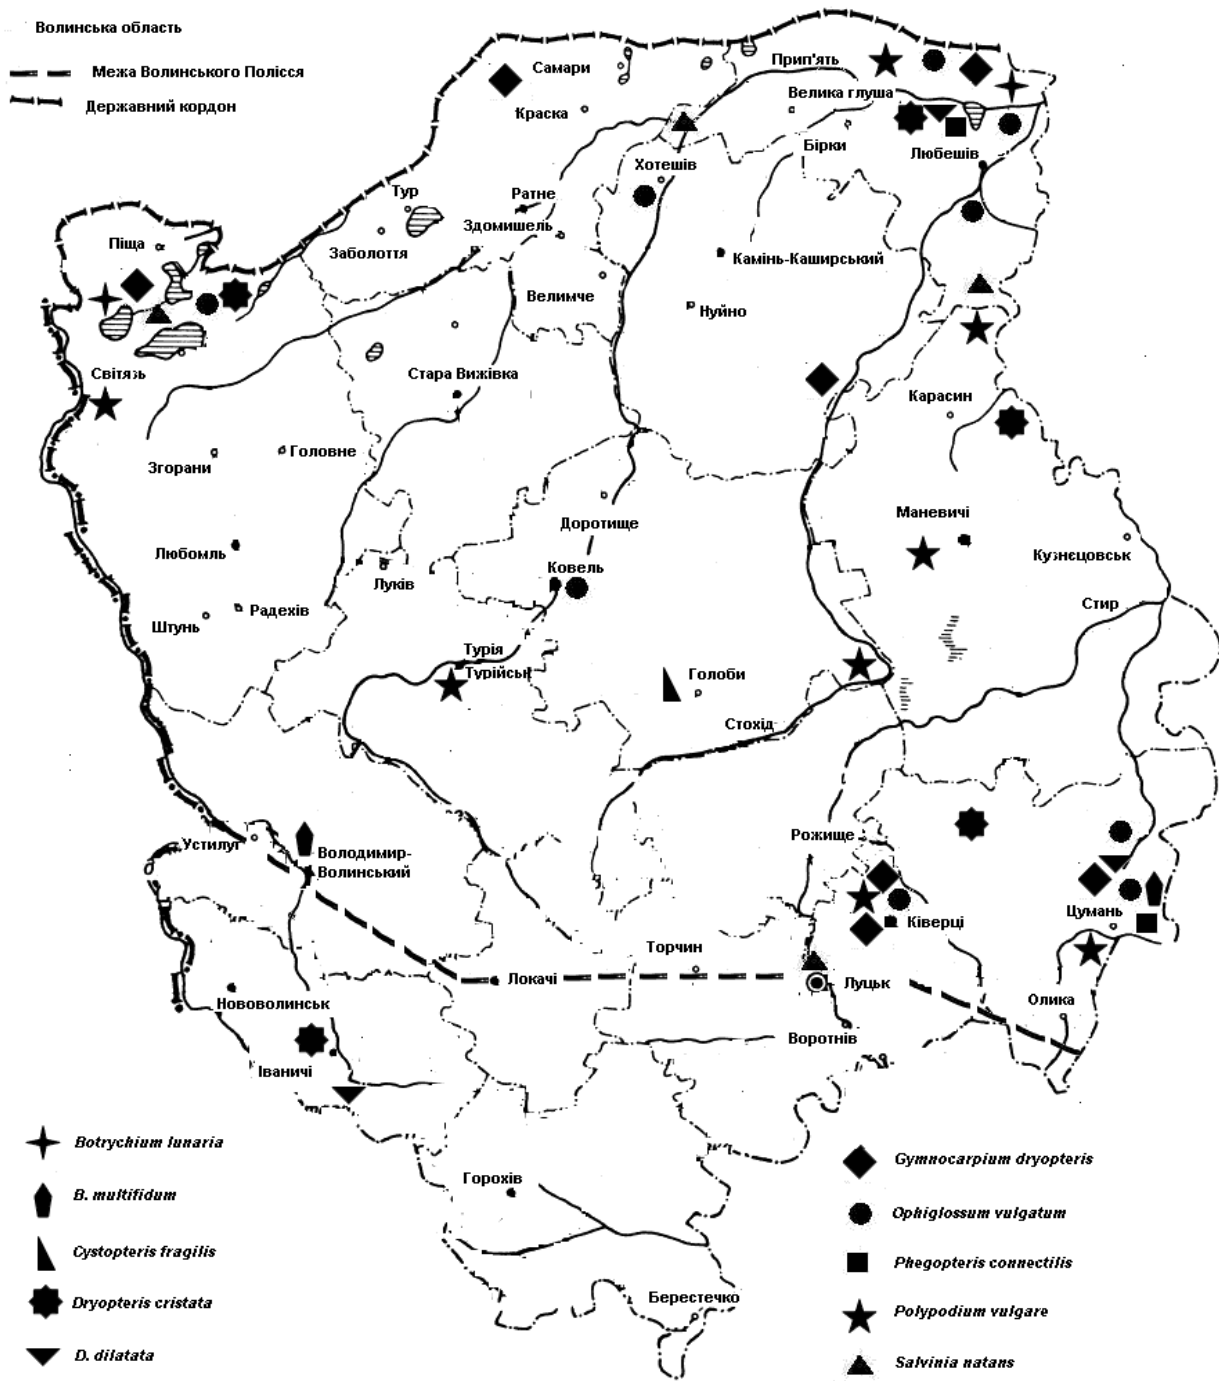 Волинська область
Межа Волинського Полісся
Державний кордон
Самари
Прип'ять
Краска
Велика глуша
Бірки
Любешів
Хотешів
Тур
Ратне
Здомишель
Заболоття
Піща
Велимче
Камінь-Каширський
Нуйно
Світязь
Стара Вижівка
Карасин
Згорани
Головне
Маневичі
Доротище
Кузнєцовськ
Любомль
Ковель
Луків
Стир
Радехів
Штунь
Турія
Турійськ
Голоби
Стохід
Рожище
Устилуг
Володимир-
Волинський
Цумань
Ківерці
Торчин
Локачі
Луцьк
Нововолинськ
Олика
Воротнів
Іваничі
Горохів
Берестечко
Botrychium lunaria
B. multifidum
Cystopteris fragilis
Dryopteris cristata
D. dilatata
Gymnocarpium dryopteris
Ophiglossum vulgatum
Phegopteris connectilis
Polypodium vulgare
Salvinia natans